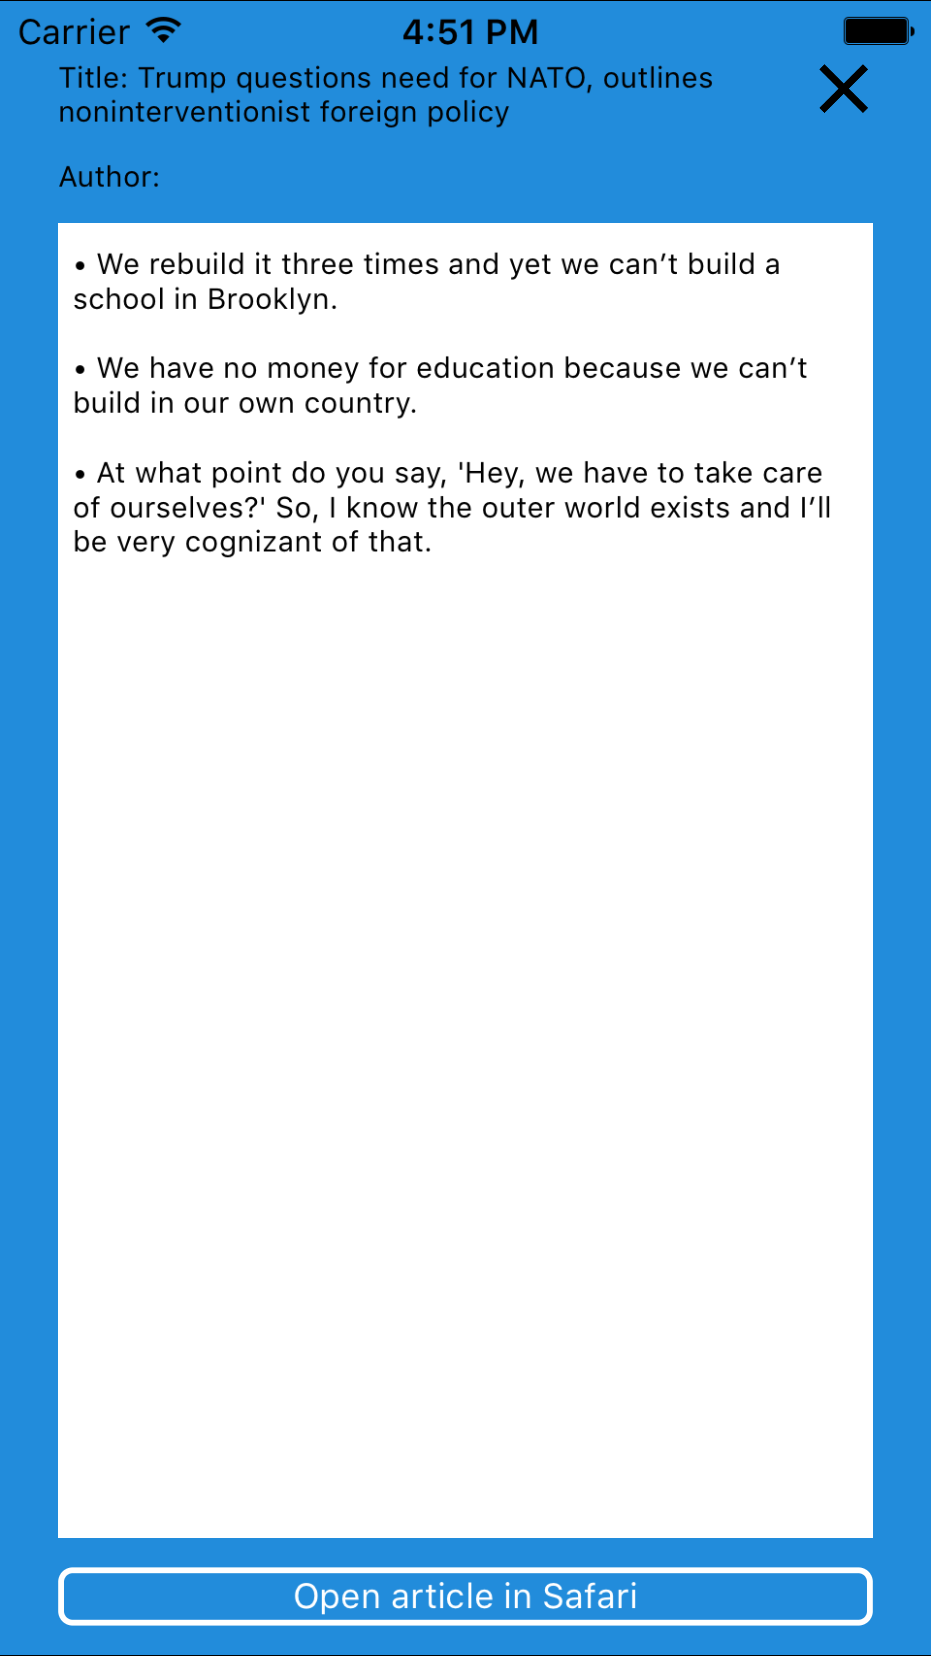 Carrier 4:51 PM
Title: Trump questions need for NATO, outlines
noninterventionist foreign policy
Author:
• We rebuild it three times and yet we can’t build a
school in Brooklyn.
• We have no money for education because we can’t
build in our own country.
• At what point do you say, 'Hey, we have to take care
of ourselves?' So, I know the outer world exists and I’ll
be very cognizant of that.
Open article in Safari